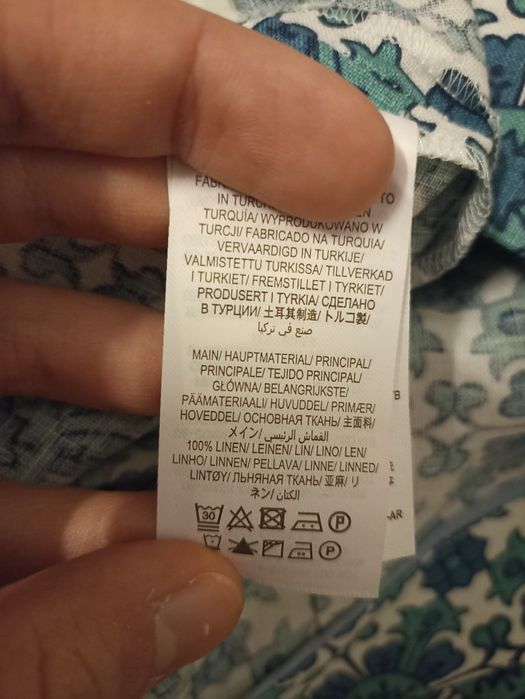 IN
TURQUÍA/ WYPRODUKOWANO W
TURCJI/ FABRICADO NA TURQUIA/
VERVAARDIGD IN TURKIJE/
VALMISTETTU TURKISSA/ TILLVERKAD
I TURKIET/ FREMSTILLET I TYRKIET/
PRODUSERT I TYRKIA/ СДЕЛАНО
В ТУРЦИИ/ 土耳其制造/ トルコ製/
صنع في تركيا
MAIN/ HAUPTMATERIAL/ PRINCIPAL/
PRINCIPALE/ TEJIDO PRINCIPAL/
GŁÓWNA/ BELANGRIJKSTE/
PÄÄMATERIAALI/ HUVUDDEL/ PRIMÆR/
HOVEDDEL/ ОСНОВНАЯ ТКАНЬ/ 主面料/
メイン/ القماش الرئيسي/
100% LINEN/ LEINEN/ LIN/ LINO/ LEN/
LINHO/ LINNEN/ PELLAVA/ LINNE/ LINNED/
LINTØY/ ЛЬНЯНАЯ ТКАНЬ/ 亚麻/ リ
ネン/ الكتان/
30 P
P
AR